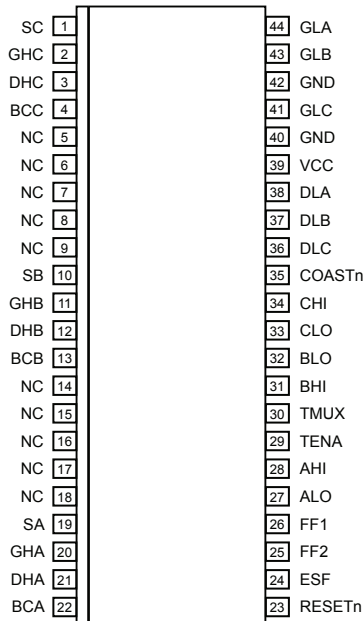 SC 1 44 GLA
GHC 2 43 GLB
DHC 3 42 GND
BCC 4 41 GLC
NC 5 40 GND
NC 6 39 VCC
NC 7 38 DLA
NC 8 37 DLB
NC 9 36 DLC
SB 10 35 COASTn
GHB 11 34 CHI
DHB 12 33 CLO
BCB 13 32 BLO
NC 14 31 BHI
NC 15 30 TMUX
NC 16 29 TENA
NC 17 28 AHI
NC 18 27 ALO
SA 19 26 FF1
GHA 20 25 FF2
DHA 21 24 ESF
BCA 22 23 RESETn